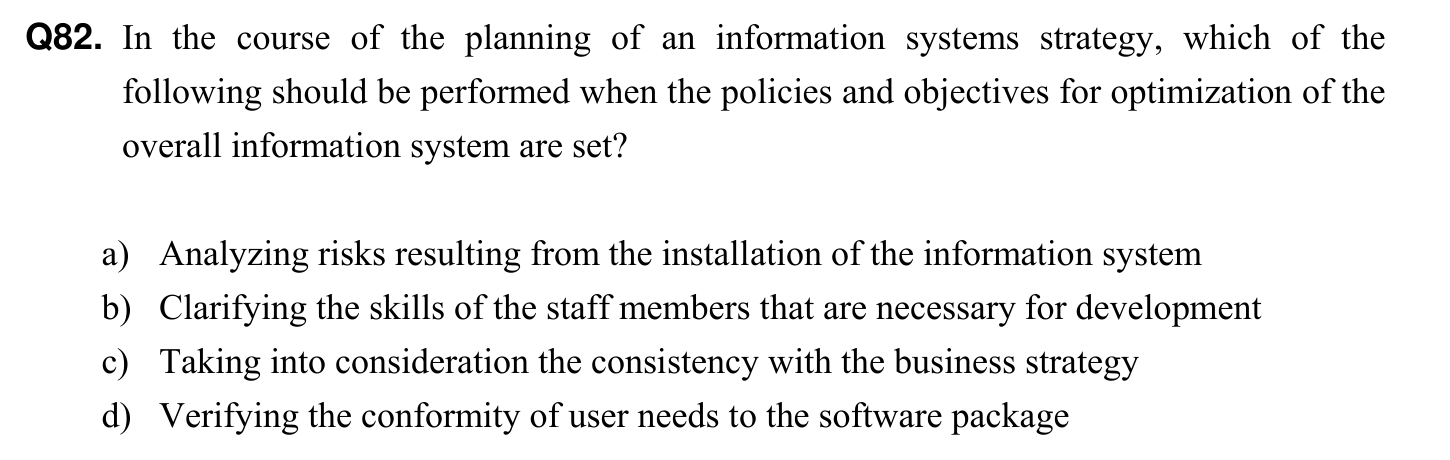 Q82. In the course of the planning of an information systems strategy, which of the
following should be performed when the policies and objectives for optimization of the
overall information system are set?
a) Analyzing risks resulting from the installation of the information system
b) Clarifying the skills of the staff members that are necessary for development
c) Taking into consideration the consistency with the business strategy
d) Verifying the conformity of user needs to the software package